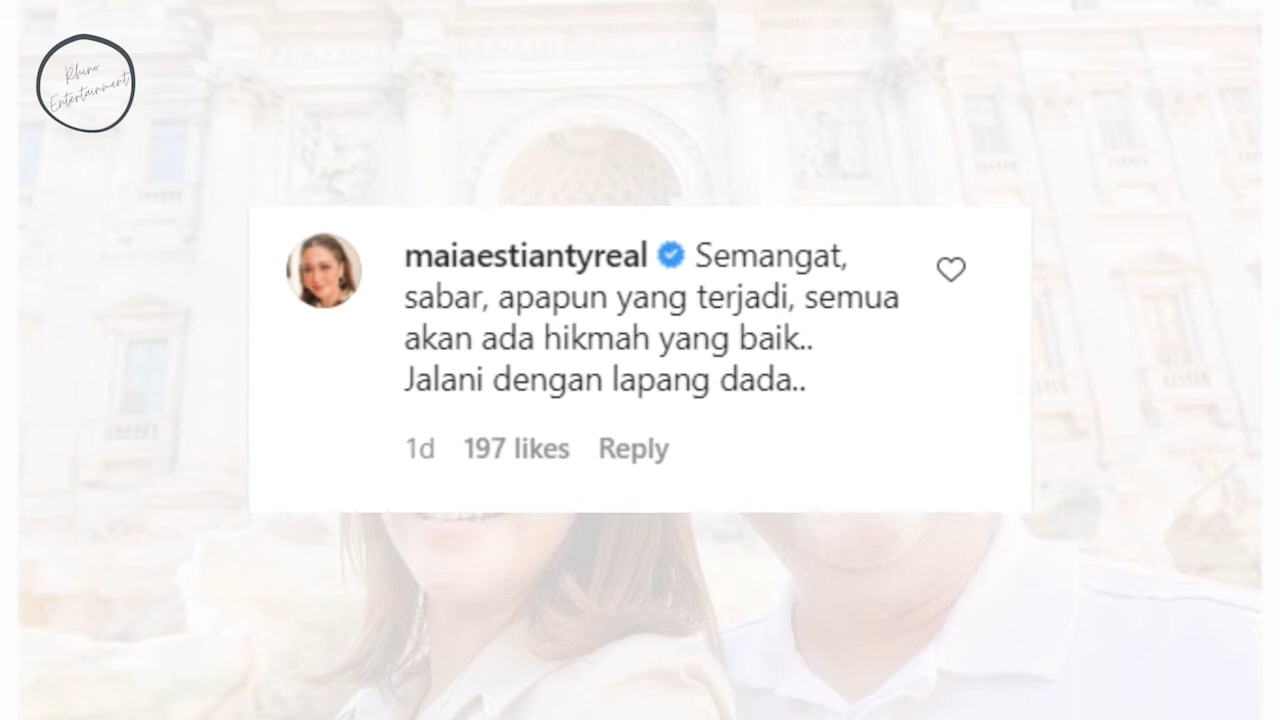 Rhino
Entertainment
maiaestiantyreal Semangat,
sabar, apapun yang terjadi, semua
akan ada hikmah yang baik..
Jalani dengan lapang dada..
1d 197 likes Reply